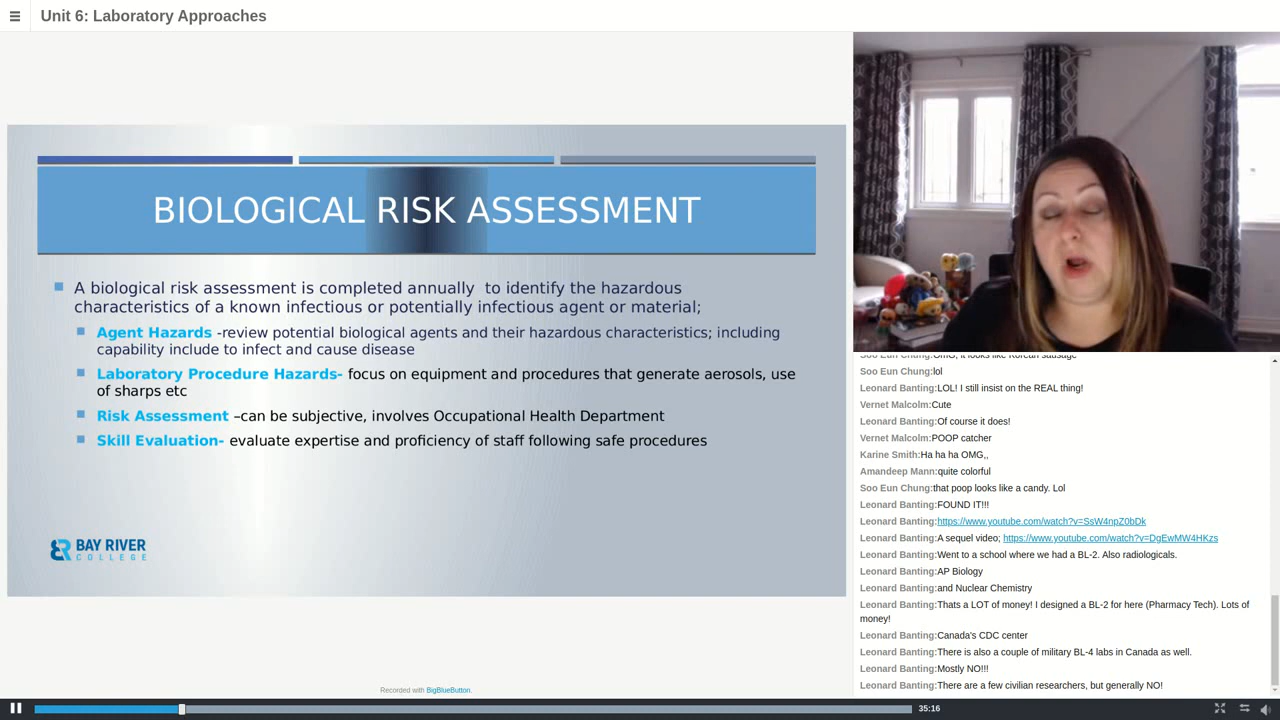 Unit 6: Laboratory Approaches
BIOLOGICAL RISK ASSESSMENT
A biological risk assessment is completed annually  to identify the hazardous
characteristics of a known infectious or potentially infectious agent or material;
Agent Hazards -review potential biological agents and their hazardous characteristics; including
capability include to infect and cause disease
Laboratory Procedure Hazards- focus on equipment and procedures that generate aerosols, use
of sharps etc
Risk Assessment –can be subjective, involves Occupational Health Department
Skill Evaluation- evaluate expertise and proficiency of staff following safe procedures
BAY RIVER
COLLEGE
Recorded with BigBlueButton.
Soo Eun Chung:OMG, it looks like Korean sausage
Soo Eun Chung:lol
Leonard Banting:LOL! I still insist on the REAL thing!
Vernet Malcolm:Cute
Leonard Banting:Of course it does!
Vernet Malcolm:POOP catcher
Karine Smith:Ha ha ha OMG,,
Amandeep Mann:quite colorful
Soo Eun Chung:that poop looks like a candy. Lol
Leonard Banting:FOUND IT!!!
Leonard Banting:https://www.youtube.com/watch?v=SsW4npZ0bDk
Leonard Banting:A sequel video; https://www.youtube.com/watch?v=DgEwMW4HKzs
Leonard Banting:Went to a school where we had a BL-2. Also radiologicals.
Leonard Banting:AP Biology
Leonard Banting:and Nuclear Chemistry
Leonard Banting:Thats a LOT of money! I designed a BL-2 for here (Pharmacy Tech). Lots of
money!
Leonard Banting:Canada's CDC center
Leonard Banting:There is also a couple of military BL-4 labs in Canada as well.
Leonard Banting:Mostly NO!!!
Leonard Banting:There are a few civilian researchers, but generally NO!
35:16